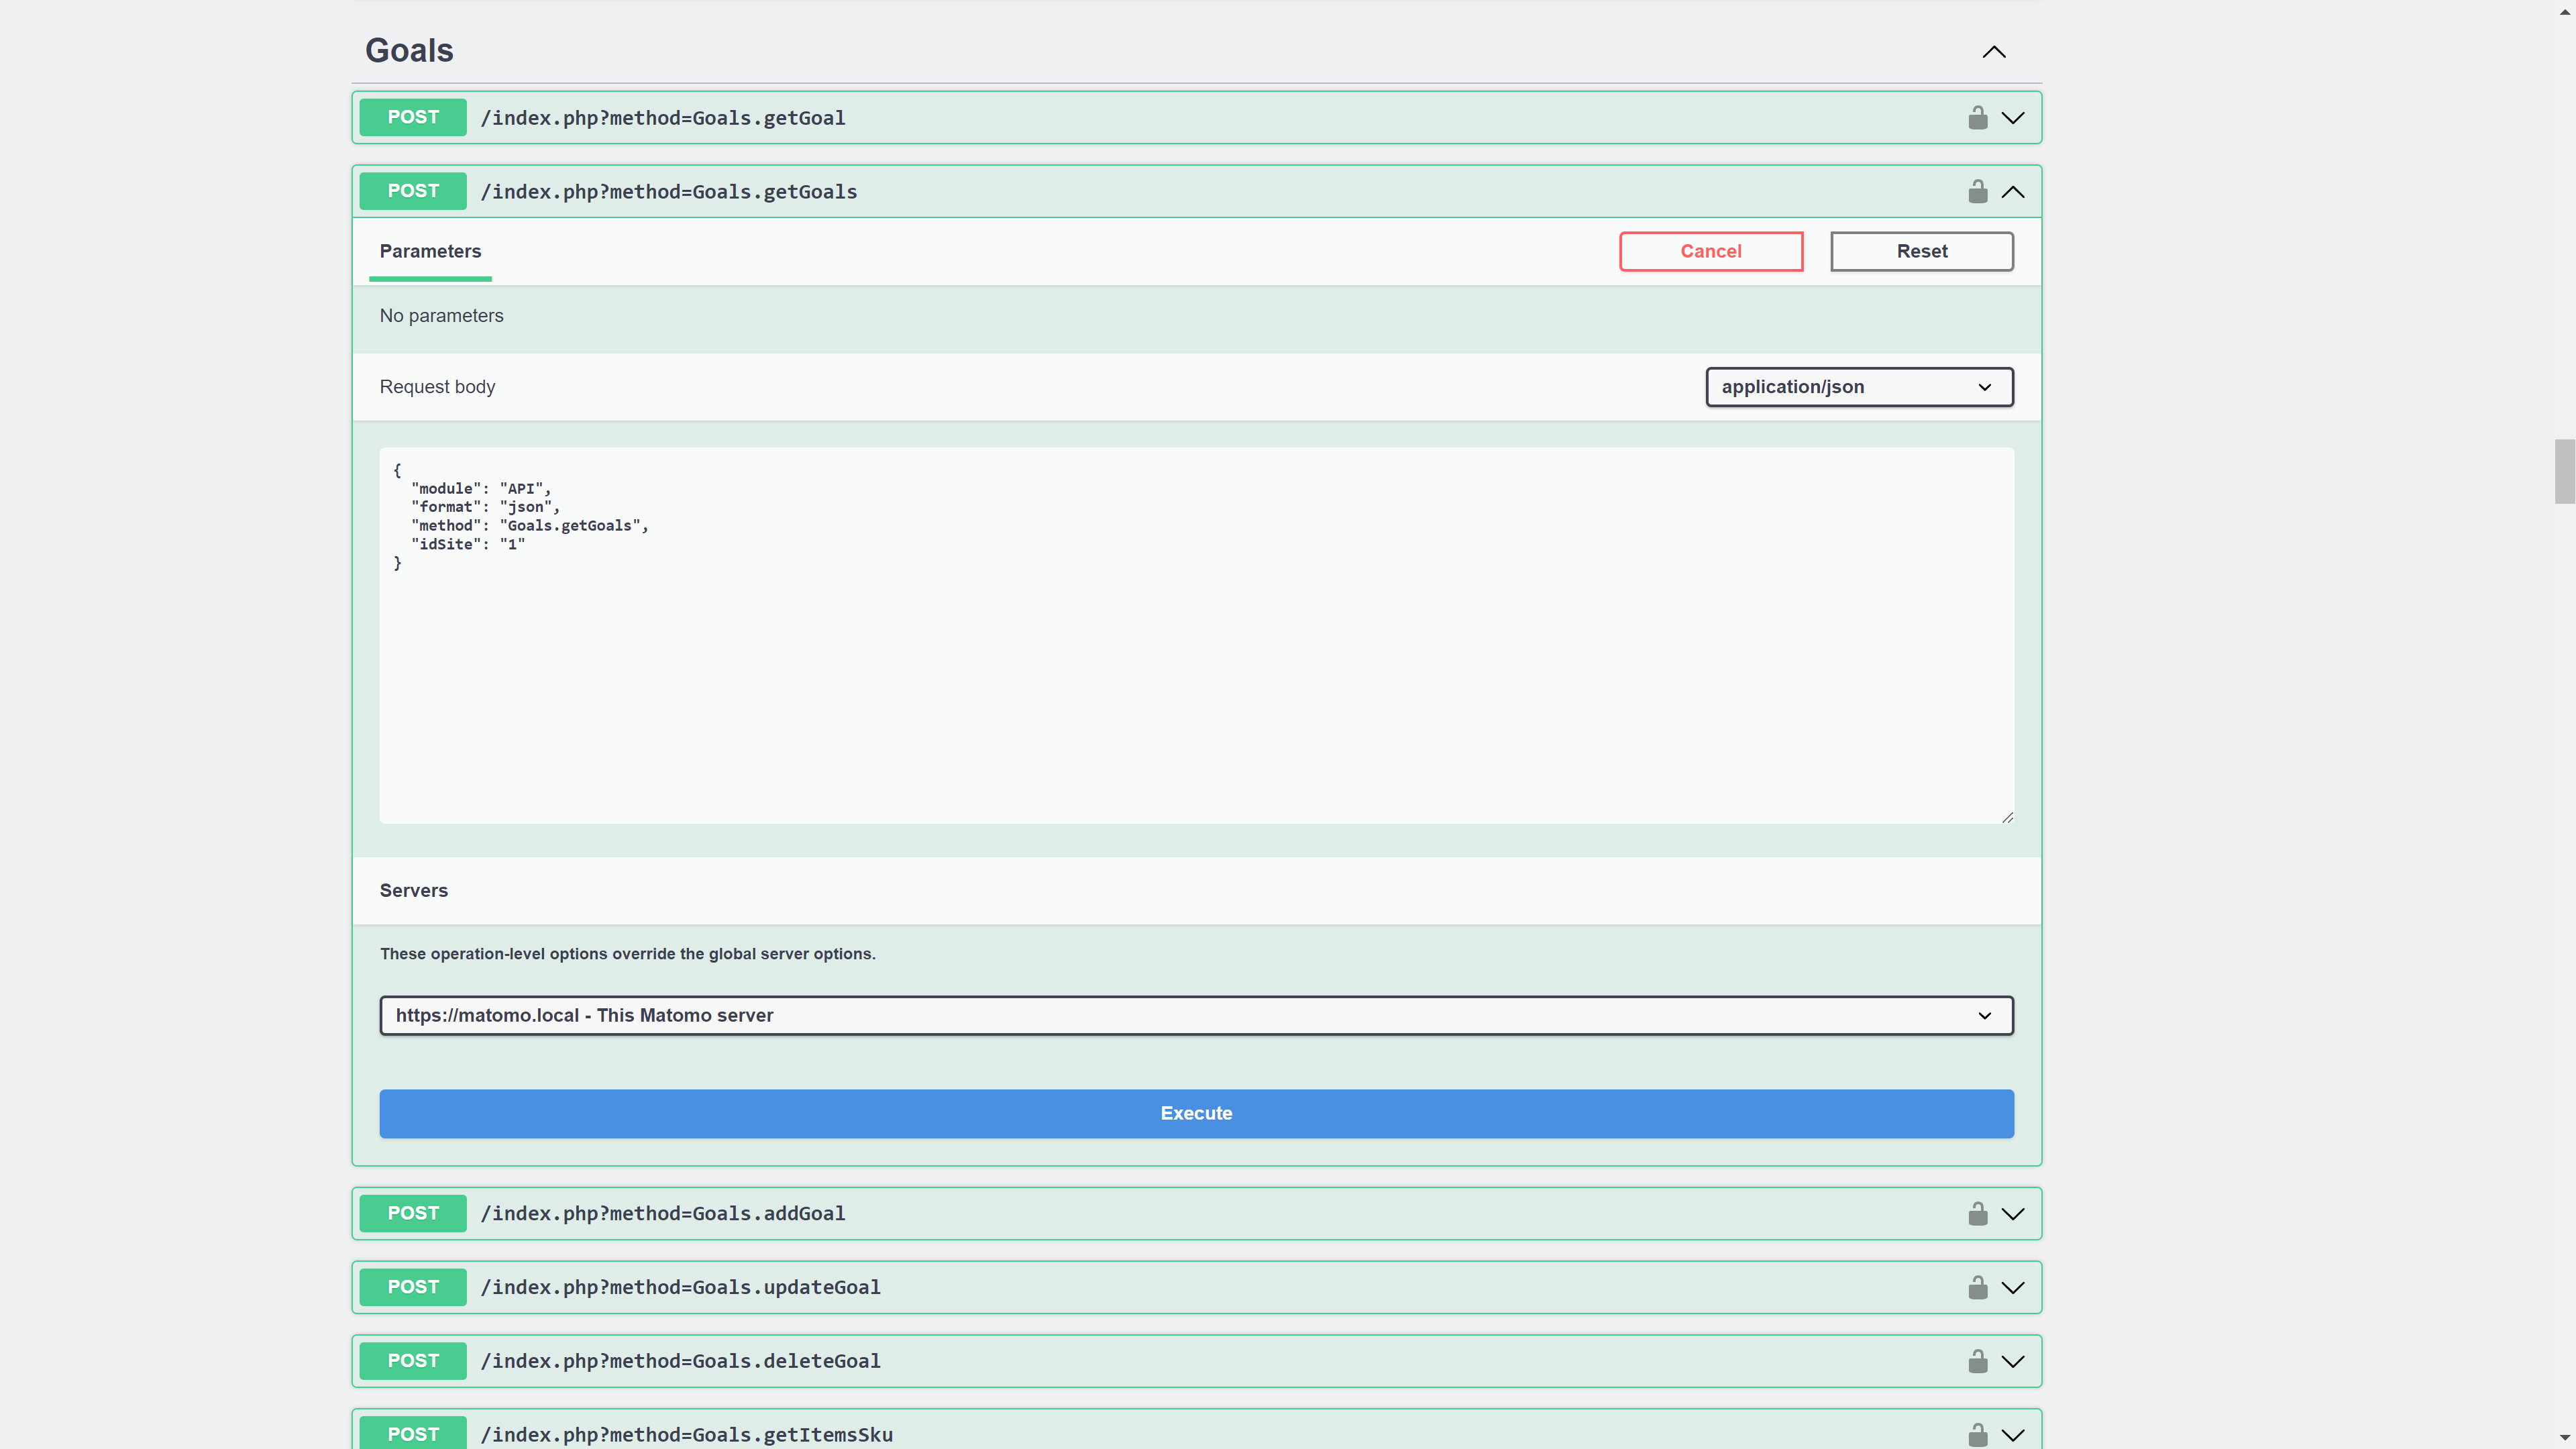 Goals
POST /index.php?method=Goals.getGoal
POST /index.php?method=Goals.getGoals
Parameters Cancel Reset
No parameters
Request body application/json
{
  "module": "API",
  "format": "json",
  "method": "Goals.getGoals",
  "idSite": "1"
}
Servers
These operation-level options override the global server options.
https://matomo.local - This Matomo server
Execute
POST /index.php?method=Goals.addGoal
POST /index.php?method=Goals.updateGoal
POST /index.php?method=Goals.deleteGoal
POST /index.php?method=Goals.getItemsSku